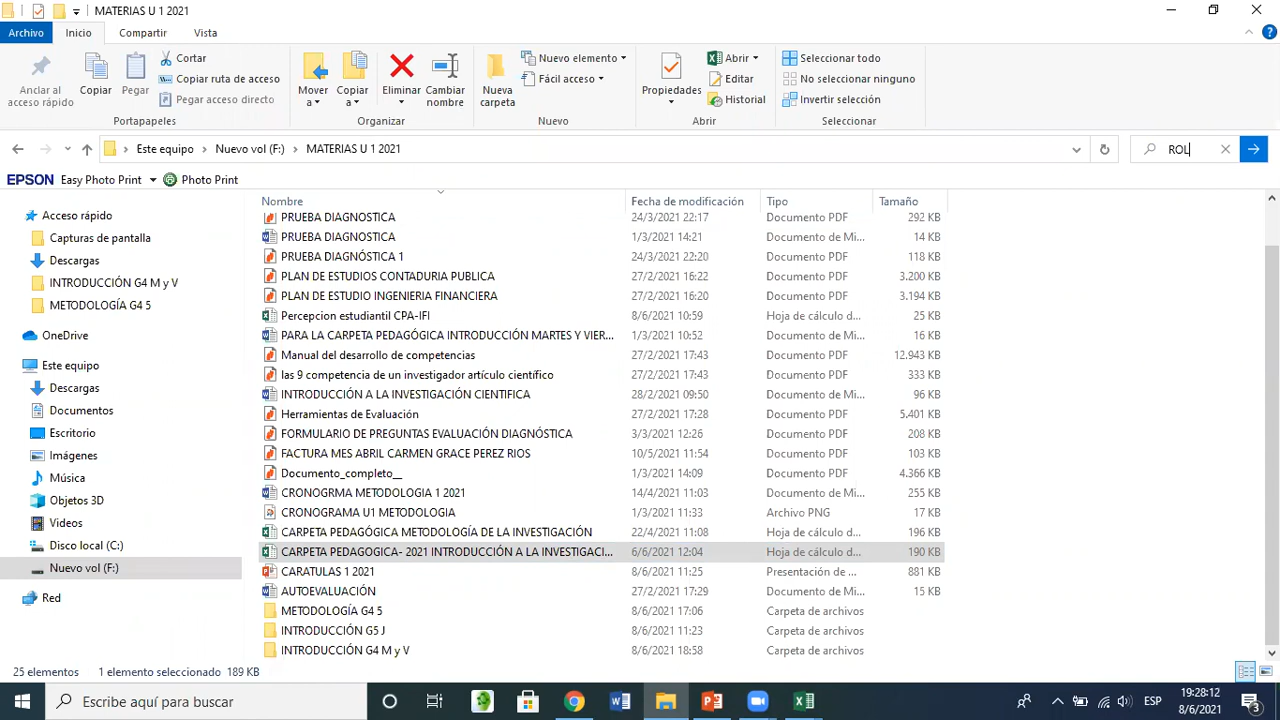 MATERIAS U 1 2021
Archivo Inicio Compartir Vista
Anclar al acceso rápido
Copiar
Pegar
Cortar
Copiar ruta de acceso
Pegar acceso directo
Portapapeles
Mover a
Copiar a
Eliminar
Cambiar nombre
Organizar
Nueva carpeta
Nuevo elemento
Fácil acceso
Nuevo
Propiedades
Abrir
Editar
Historial
Abrir
Seleccionar todo
No seleccionar ninguno
Invertir selección
Seleccionar
Este equipo > Nuevo vol (F:) > MATERIAS U 1 2021
ROL
EPSON Easy Photo Print Photo Print
Acceso rápido
Capturas de pantalla
Descargas
INTRODUCCIÓN G4 M y V
METODOLOGÍA G4 5
OneDrive
Este equipo
Descargas
Documentos
Escritorio
Imágenes
Música
Objetos 3D
Videos
Disco local (C:)
Nuevo vol (F:)
Red
Nombre Fecha de modificación Tipo Tamaño
PRUEBA DIAGNOSTICA 24/3/2021 22:17 Documento PDF 292 KB
PRUEBA DIAGNOSTICA 1/3/2021 14:21 Documento de Mi... 14 KB
PRUEBA DIAGNÓSTICA 1 24/3/2021 22:20 Documento PDF 118 KB
PLAN DE ESTUDIOS CONTADURIA PUBLICA 27/2/2021 16:22 Documento PDF 3.200 KB
PLAN DE ESTUDIO INGENIERIA FINANCIERA 27/2/2021 16:20 Documento PDF 3.194 KB
Percepcion estudiantil CPA-IFI 8/6/2021 10:59 Hoja de cálculo d... 25 KB
PARA LA CARPETA PEDAGÓGICA INTRODUCCIÓN MARTES Y VIER... 1/3/2021 10:52 Documento de Mi... 16 KB
Manual del desarrollo de competencias 27/2/2021 17:43 Documento PDF 12.943 KB
las 9 competencia de un investigador artículo científico 27/2/2021 17:43 Documento PDF 333 KB
INTRODUCCIÓN A LA INVESTIGACIÓN CIENTIFICA 28/2/2021 09:50 Documento de Mi... 96 KB
Herramientas de Evaluación 27/2/2021 17:28 Documento PDF 5.401 KB
FORMULARIO DE PREGUNTAS EVALUACIÓN DIAGNÓSTICA 3/3/2021 12:26 Documento PDF 208 KB
FACTURA MES ABRIL CARMEN GRACE PEREZ RIOS 10/5/2021 11:54 Documento PDF 103 KB
Documento_completo__ 1/3/2021 14:09 Documento PDF 4.366 KB
CRONOGRMA METODOLOGIA 1 2021 14/4/2021 11:03 Documento de Mi... 255 KB
CRONOGRAMA U1 METODOLOGIA 1/3/2021 11:33 Archivo PNG 17 KB
CARPETA PEDAGÓGICA METODOLOGÍA DE LA INVESTIGACIÓN 22/4/2021 11:08 Hoja de cálculo d... 196 KB
CARPETA PEDAGOGICA- 2021 INTRODUCCIÓN A LA INVESTIGACI... 6/6/2021 12:04 Hoja de cálculo d... 190 KB
CARATULAS 1 2021 8/6/2021 11:25 Presentación de ... 881 KB
AUTOEVALUACIÓN 27/2/2021 17:29 Documento de Mi... 15 KB
METODOLOGÍA G4 5 8/6/2021 17:06 Carpeta de archivos
INTRODUCCIÓN G5 J 8/6/2021 11:23 Carpeta de archivos
INTRODUCCIÓN G4 M y V 8/6/2021 18:58 Carpeta de archivos
25 elementos 1 elemento seleccionado 189 KB
Escribe aquí para buscar
ESP
19:28:12
8/6/2021
3